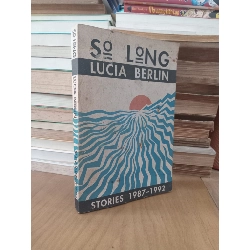 SO LONG
LUCIA BERLIN
STORIES 1987-1992